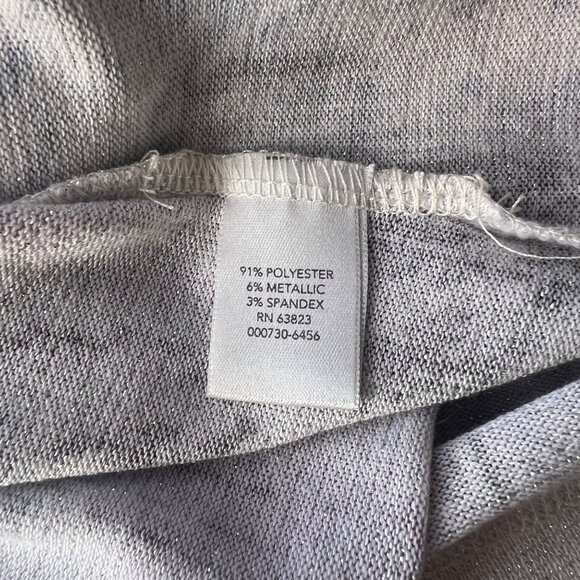 91% POLYESTER
6% METALLIC
3% SPANDEX
RN 63823
000730-6456